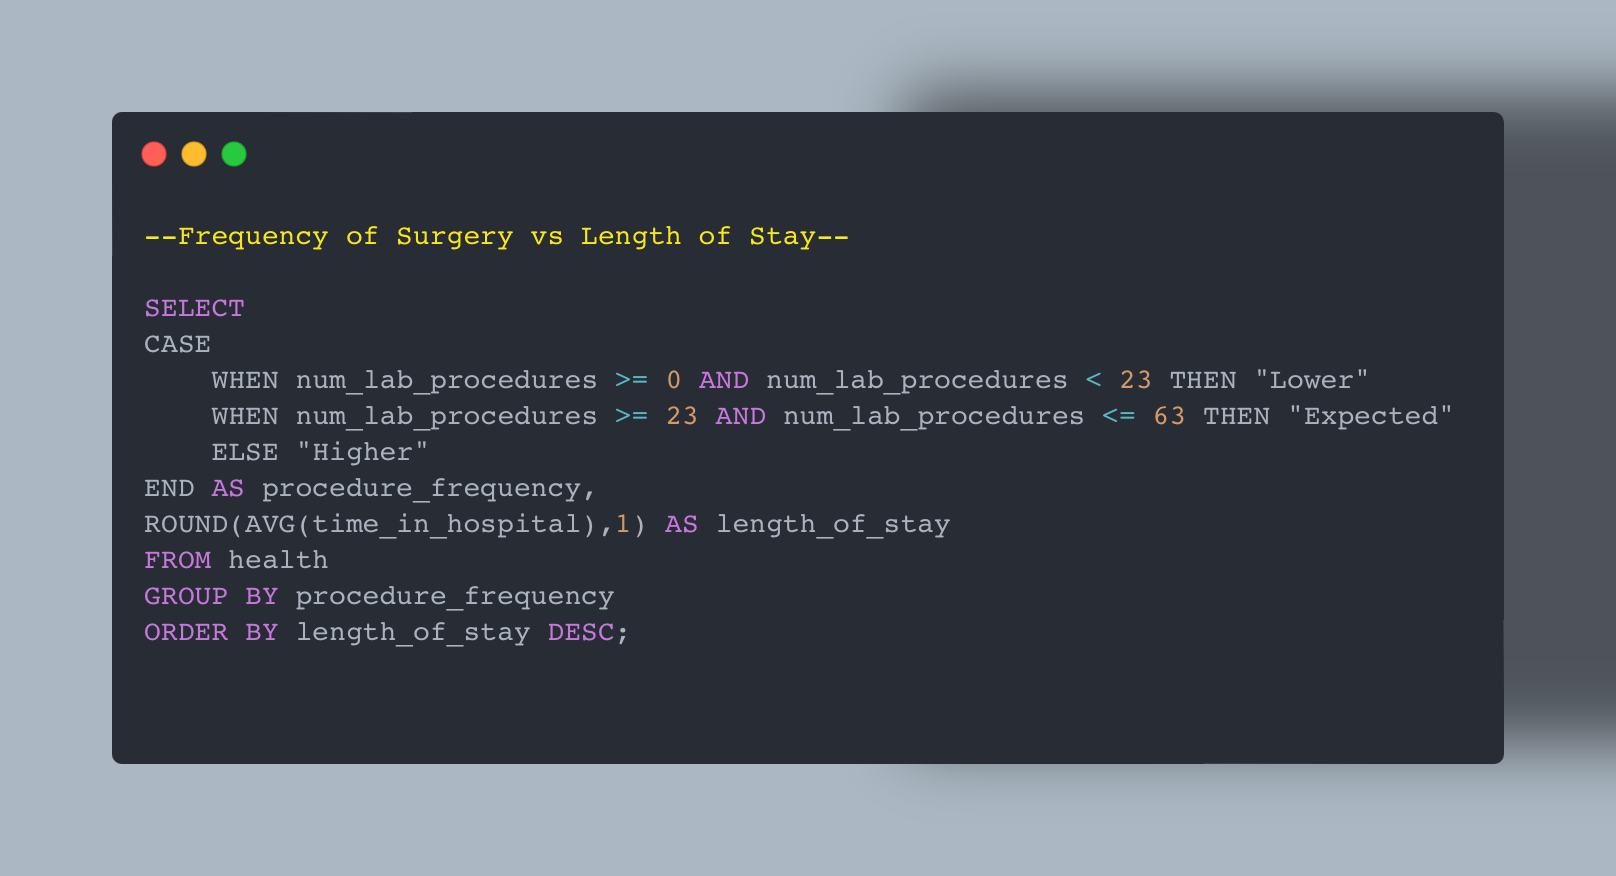 --Frequency of Surgery vs Length of Stay--
SELECT
CASE
WHEN num_lab_procedures >= 0 AND num_lab_procedures < 23 THEN "Lower"
WHEN num_lab_procedures >= 23 AND num_lab_procedures <= 63 THEN "Expected"
ELSE "Higher"
END AS procedure_frequency,
ROUND(AVG(time_in_hospital),1) AS length_of_stay
FROM health
GROUP BY procedure_frequency
ORDER BY length_of_stay DESC;